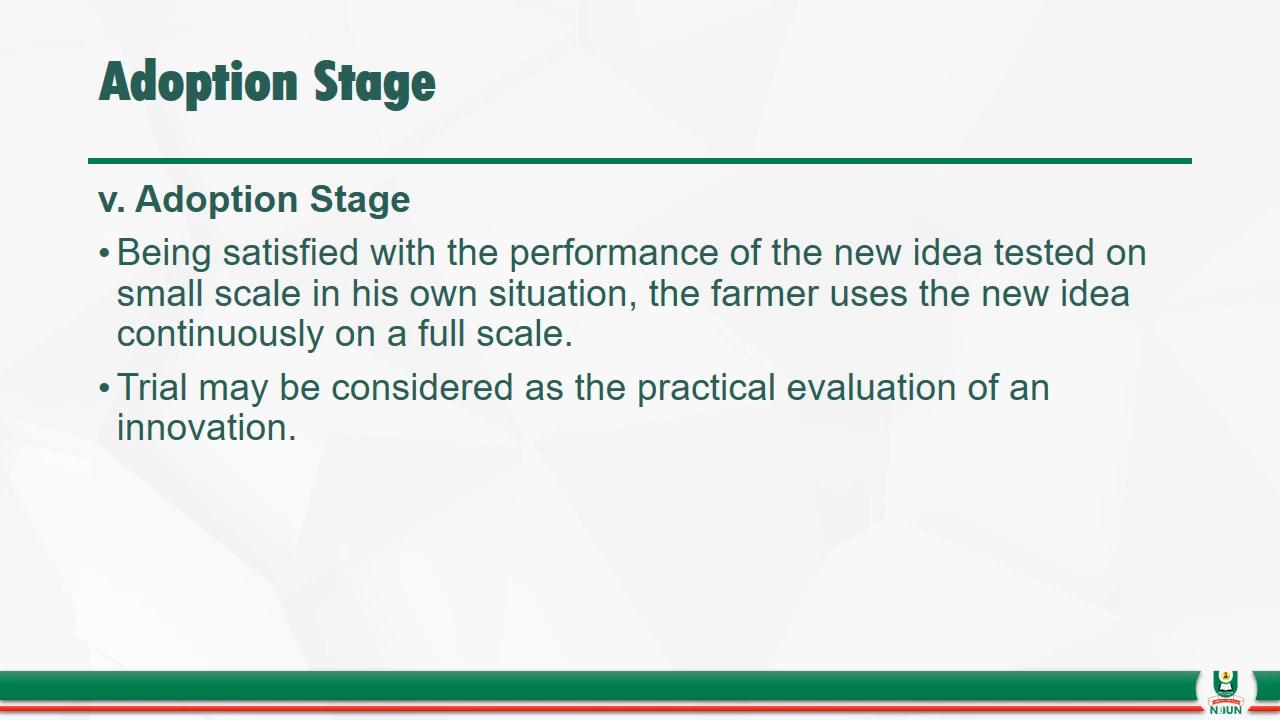 Adoption Stage
v. Adoption Stage
• Being satisfied with the performance of the new idea tested on
small scale in his own situation, the farmer uses the new idea
continuously on a full scale.
• Trial may be considered as the practical evaluation of an
innovation.
NOUN